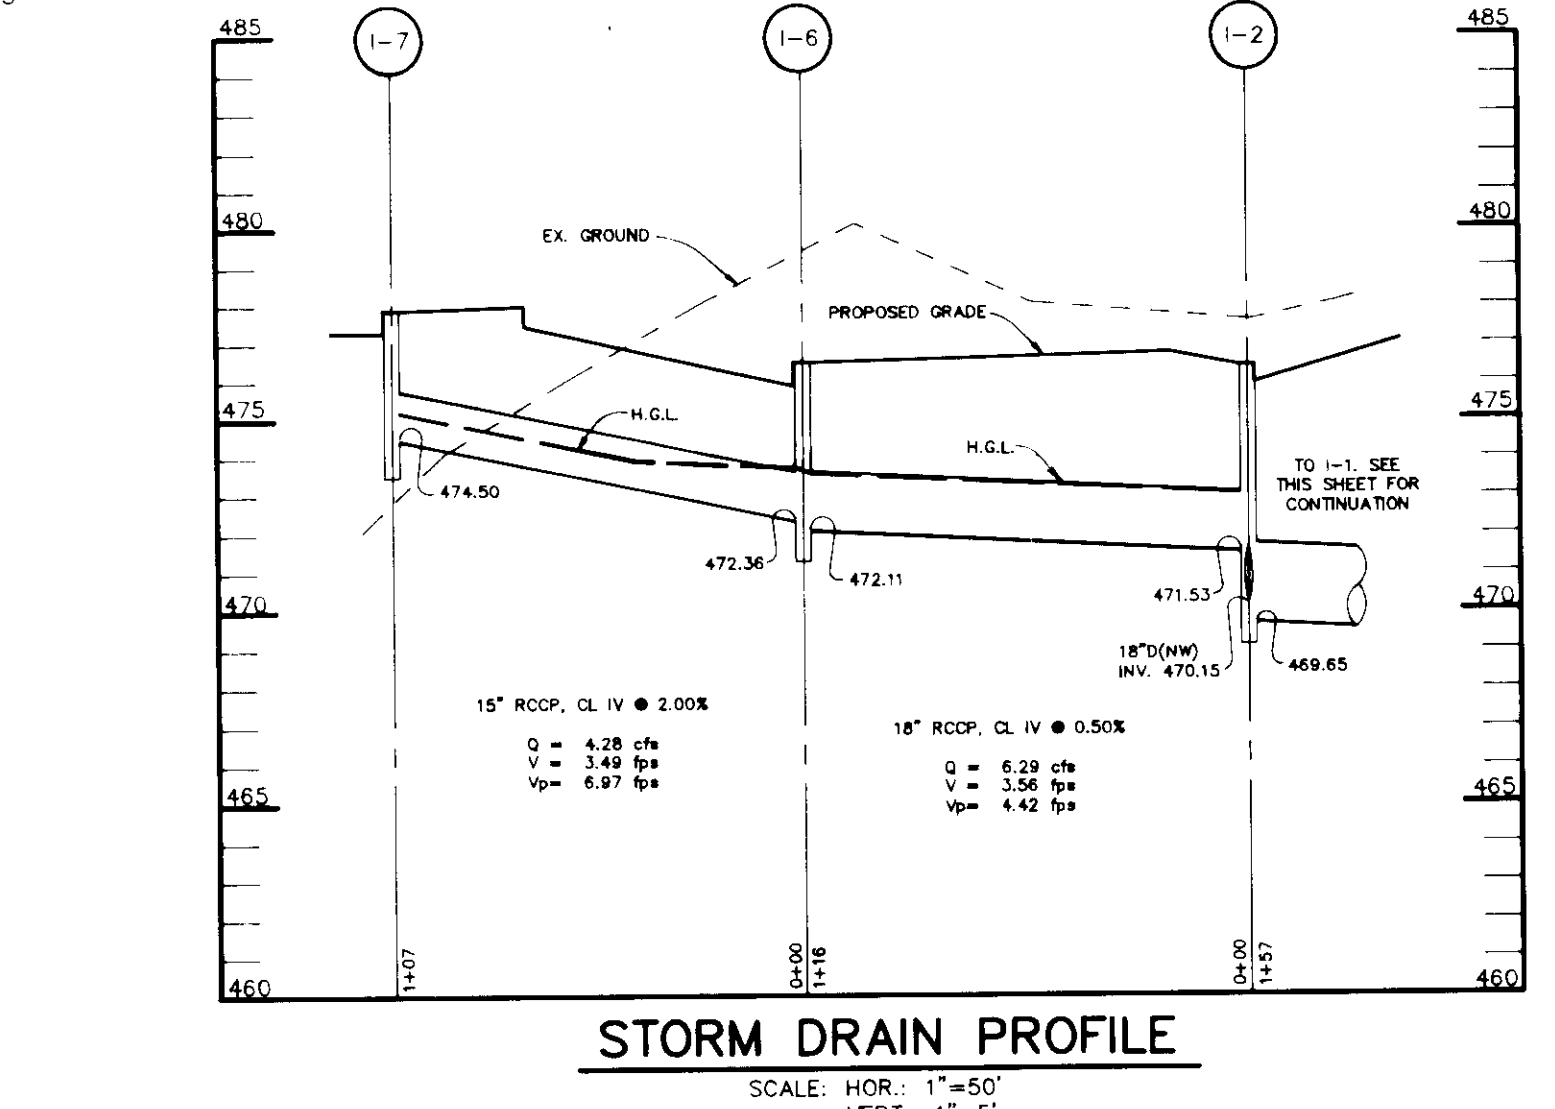 I-7
I-6
I-2
485
485
480
480
EX. GROUND
PROPOSED GRADE
475
475
H.G.L.
H.G.L.
TO I-1. SEE
THIS SHEET FOR
CONTINUATION
474.50
472.36
472.11
471.53
470
470
18"D(NW)
INV. 470.15
469.65
15" RCCP, CL IV @ 2.00%
Q = 4.28 cfs
V = 3.49 fps
Vp= 6.97 fps
18" RCCP, CL IV @ 0.50%
Q = 6.29 cfs
V = 3.56 fps
Vp= 4.42 fps
465
465
1+07
0+00
1+16
0+00
1+57
460
460
STORM DRAIN PROFILE
SCALE: HOR.: 1"=50'